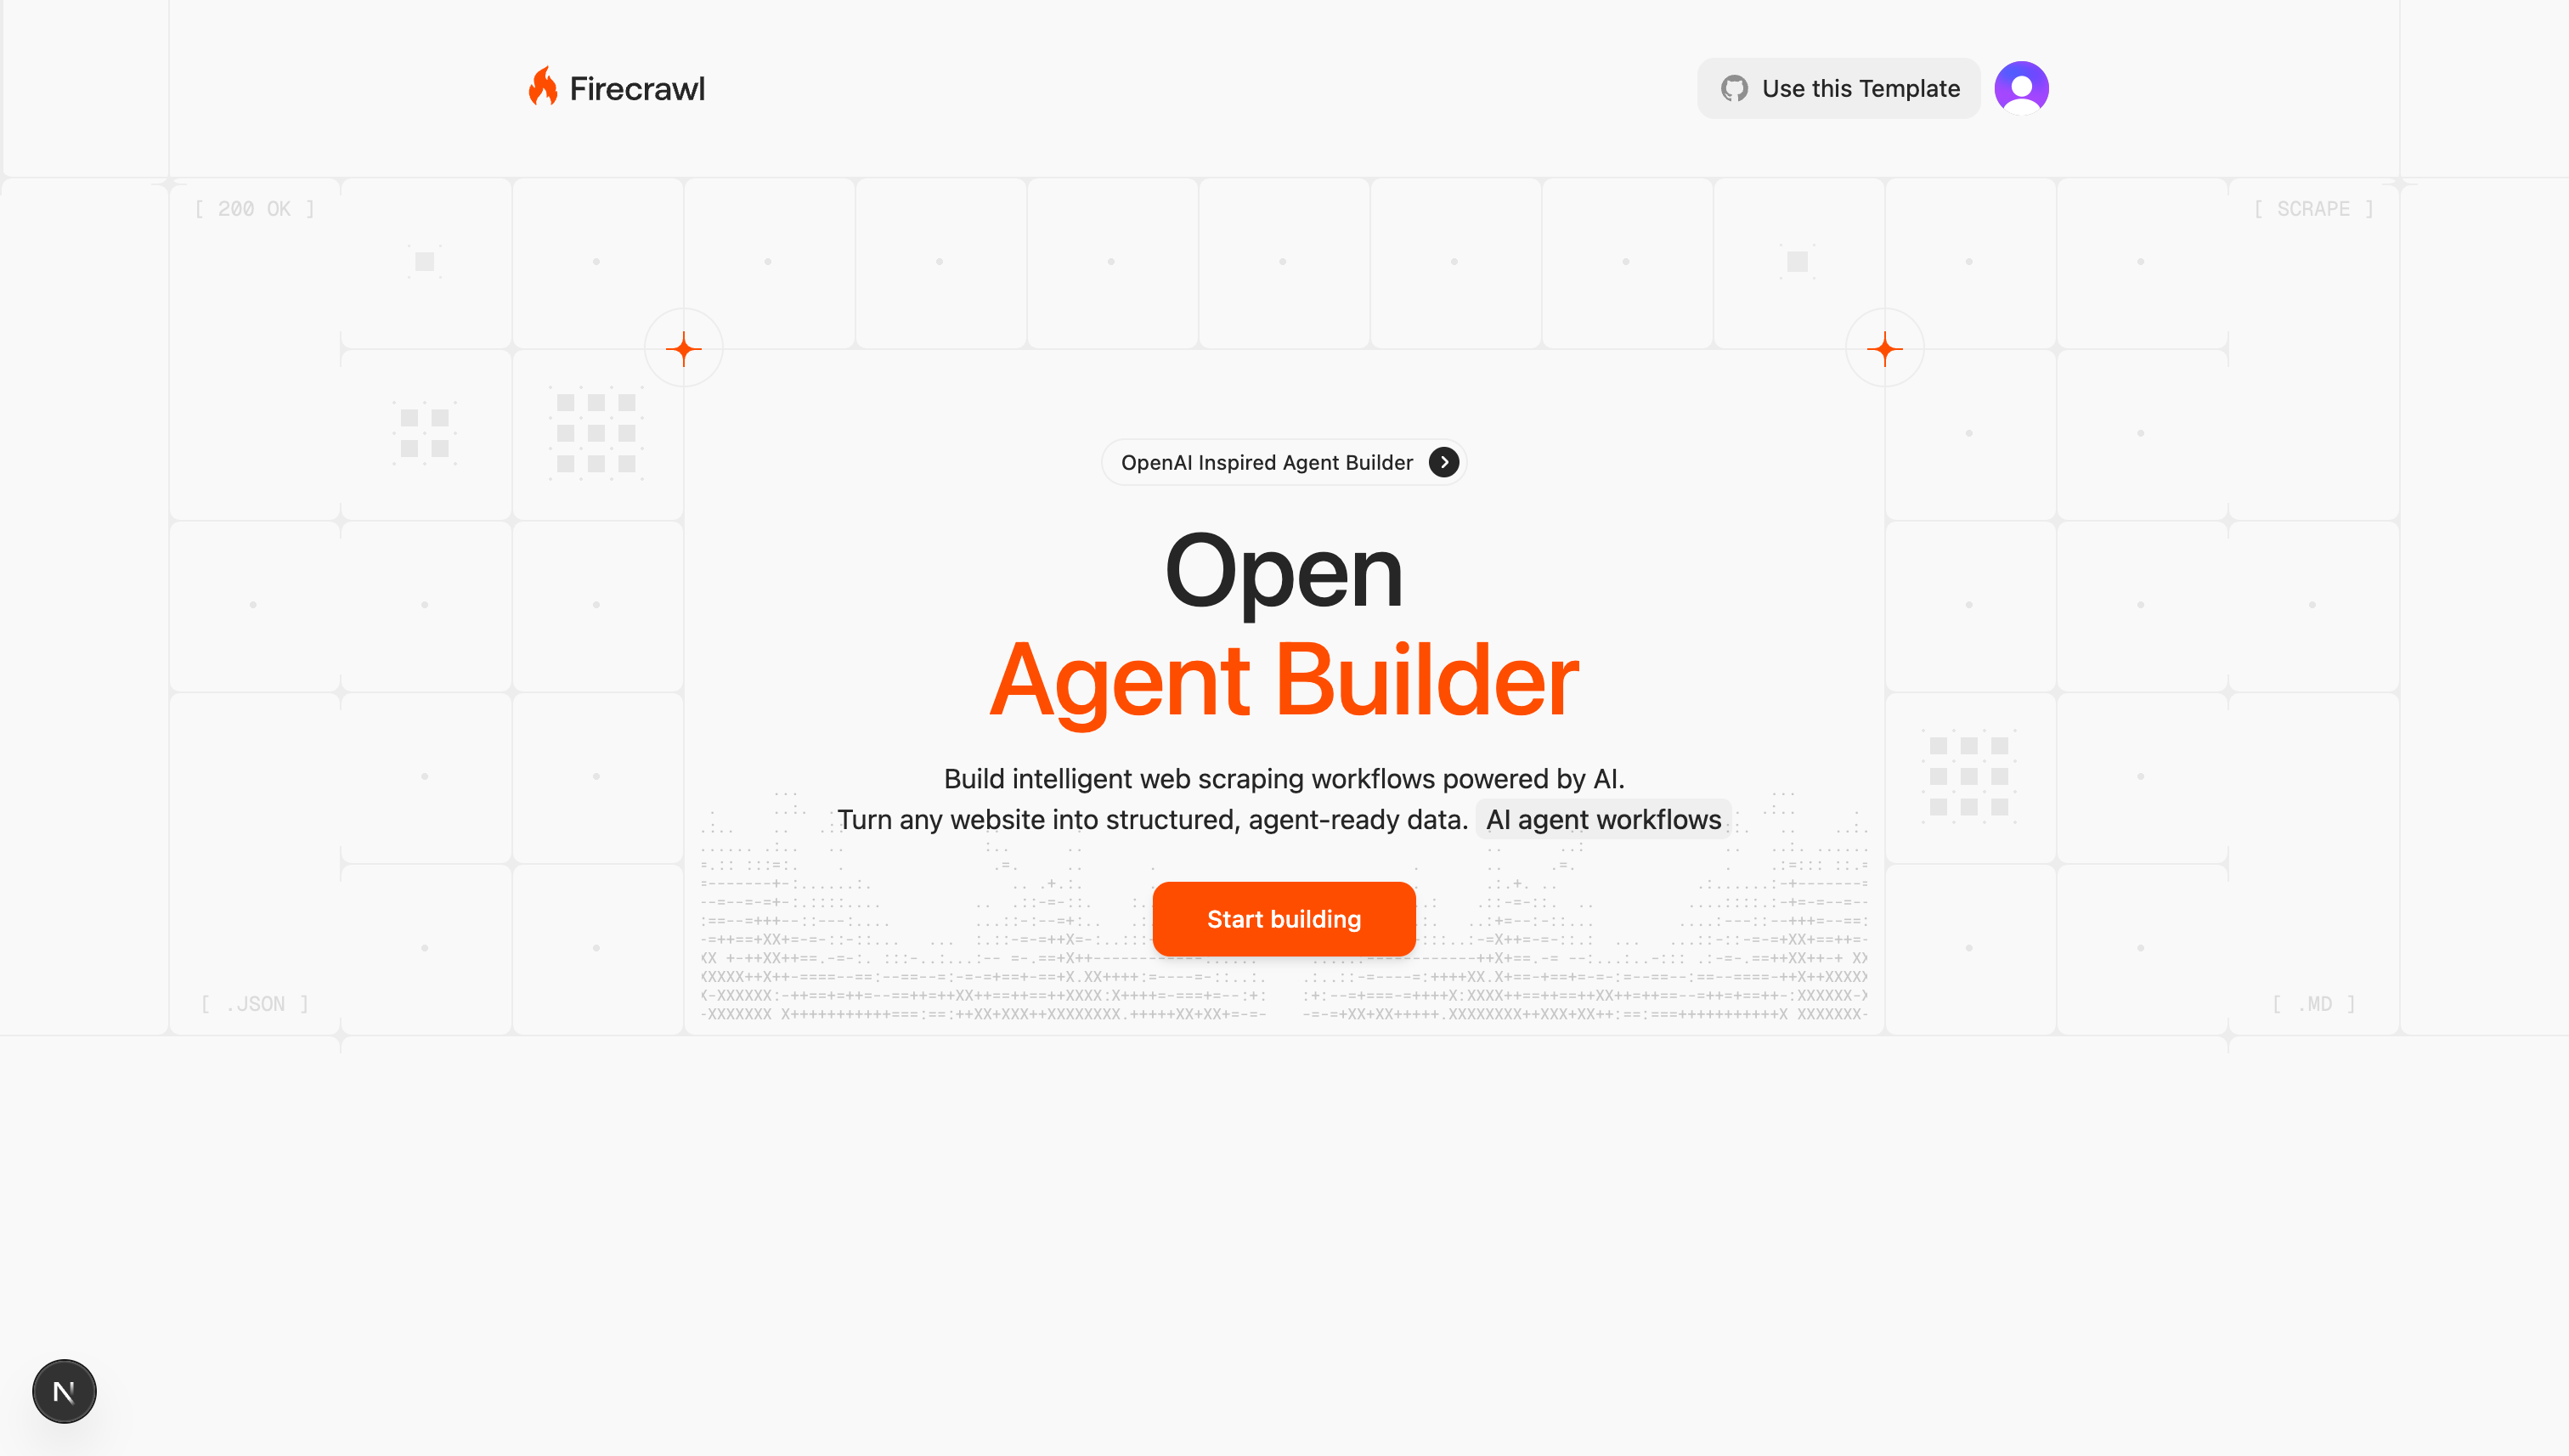 Firecrawl
Use this Template
[ 200 OK ]
[ SCRAPE ]
OpenAI Inspired Agent Builder
Open
Agent Builder
Build intelligent web scraping workflows powered by AI.
Turn any website into structured, agent-ready data. AI agent workflows
Start building
[ .JSON ]
[ .MD ]
N